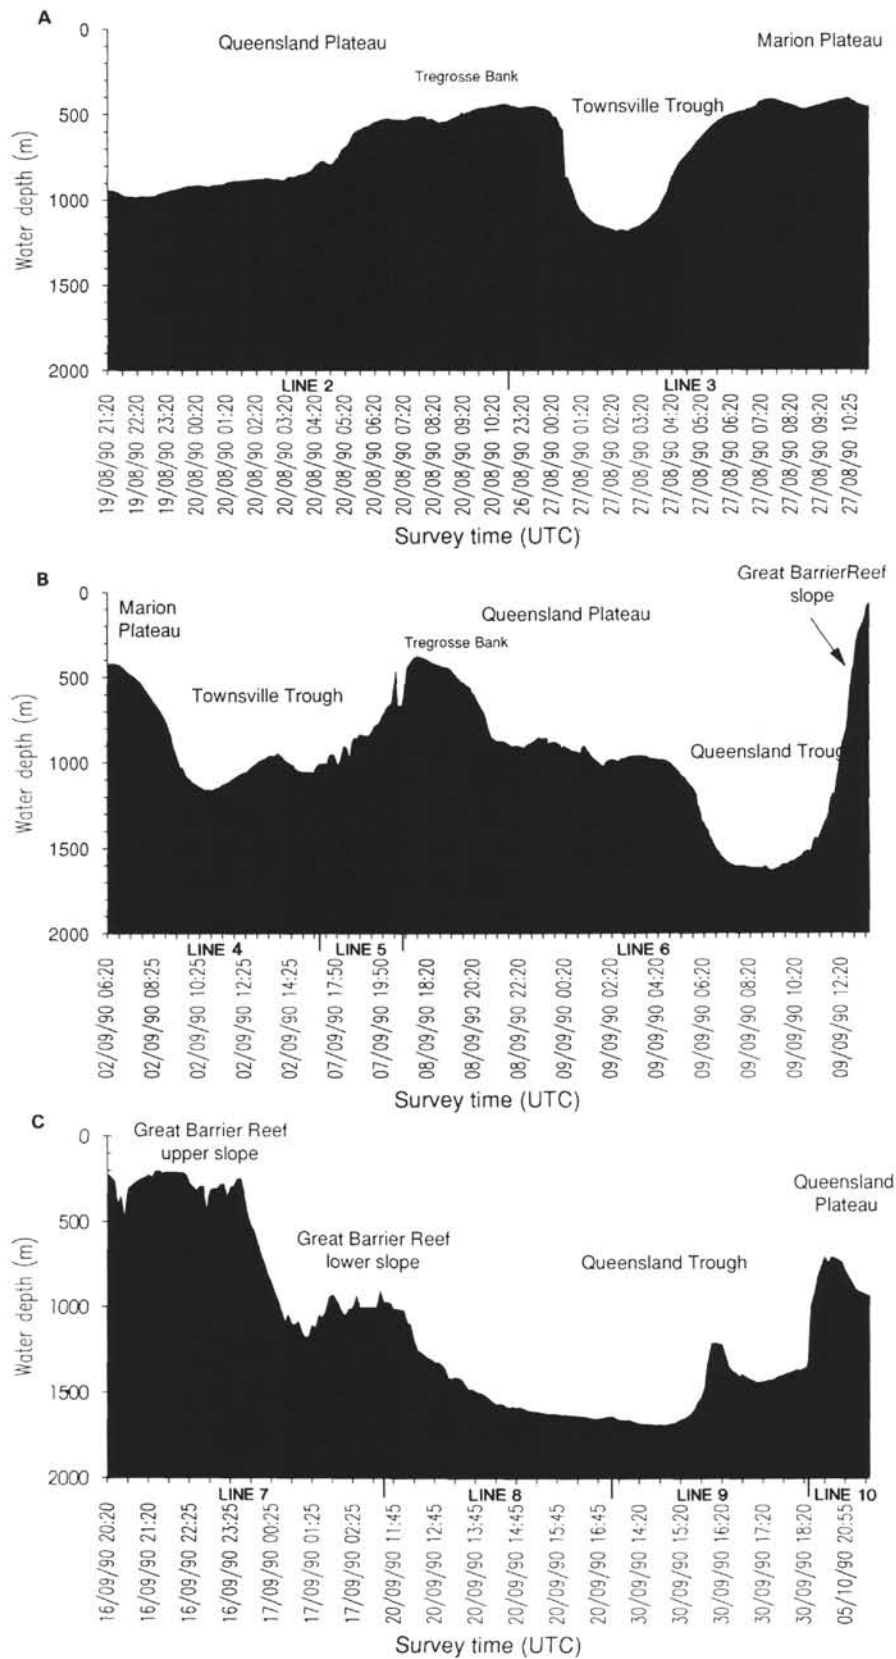 A
Queensland Plateau
Marion Plateau
Tregrosse Bank
Townsville Trough
Water depth (m)
0
500
1000
1500
2000
LINE 2
LINE 3
19/08/90 21:20
19/08/90 22:20
19/08/90 23:20
20/08/90 00:20
20/08/90 01:20
20/08/90 02:20
20/08/90 03:20
20/08/90 04:20
20/08/90 05:20
20/08/90 06:20
20/08/90 07:20
20/08/90 08:20
20/08/90 09:20
20/08/90 10:20
26/08/90 23:20
27/08/90 00:20
27/08/90 01:20
27/08/90 02:20
27/08/90 03:20
27/08/90 04:20
27/08/90 05:20
27/08/90 06:20
27/08/90 07:20
27/08/90 08:20
27/08/90 09:20
27/08/90 10:25
Survey time (UTC)
B
Great BarrierReef
slope
Marion
Plateau
Queensland Plateau
Tregrosse Bank
Townsville Trough
Queensland Troug
Water depth (m)
0
500
1000
1500
2000
LINE 4
LINE 5
LINE 6
02/09/90 06:20
02/09/90 08:25
02/09/90 10:25
02/09/90 12:25
02/09/90 14:25
07/09/90 17:50
07/09/90 19:50
08/09/90 18:20
08/09/90 20:20
08/09/90 22:20
09/09/90 00:20
09/09/90 02:20
09/09/90 04:20
09/09/90 06:20
09/09/90 08:20
09/09/90 10:20
09/09/90 12:20
Survey time (UTC)
C
Great Barrier Reef
upper slope
Queensland
Plateau
Great Barrier Reef
lower slope
Queensland Trough
Water depth (m)
0
500
1000
1500
2000
LINE 7
LINE 8
LINE 9
LINE 10
16/09/90 20:20
16/09/90 21:20
16/09/90 22:25
16/09/90 23:25
17/09/90 00:25
17/09/90 01:25
17/09/90 02:25
20/09/90 11:45
20/09/90 12:45
20/09/90 13:45
20/09/90 14:45
20/09/90 15:45
20/09/90 16:45
30/09/90 14:20
30/09/90 15:20
30/09/90 16:20
30/09/90 17:20
30/09/90 18:20
05/10/90 20:55
Survey time (UTC)